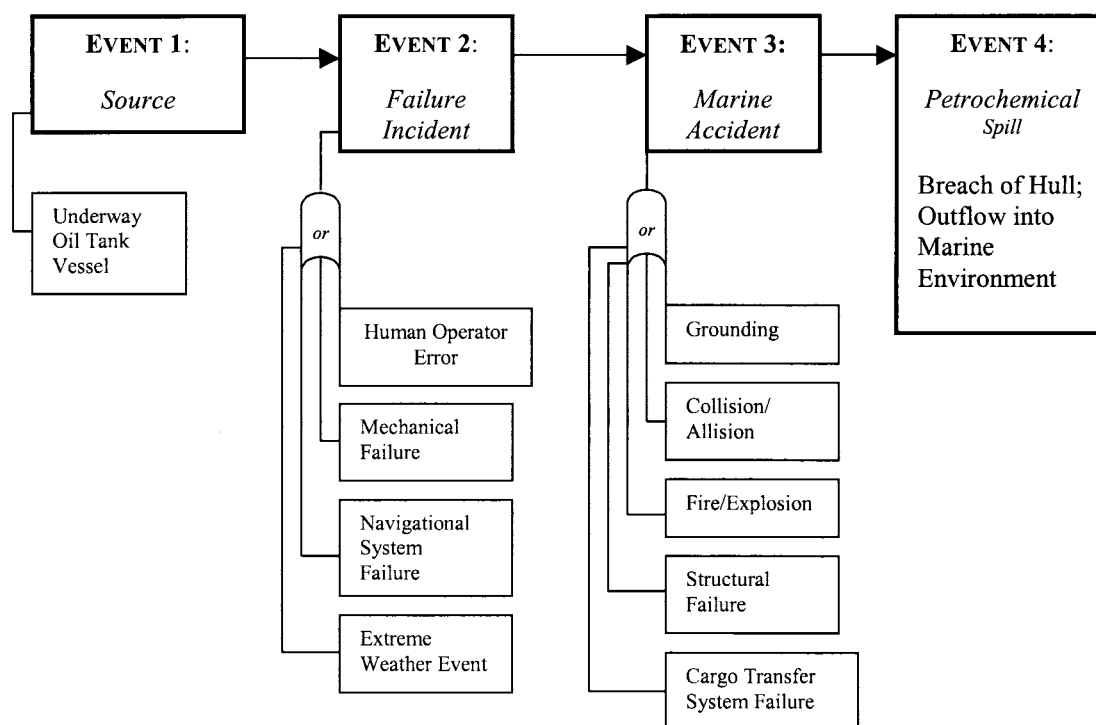 EVENT 1:
Source
Underway
Oil Tank
Vessel
EVENT 2:
Failure
Incident
or
Human Operator
Error
Mechanical
Failure
Navigational
System
Failure
Extreme
Weather Event
EVENT 3:
Marine
Accident
or
Grounding
Collision/
Allision
Fire/Explosion
Structural
Failure
Cargo Transfer
System Failure
EVENT 4:
Petrochemical
Spill
Breach of Hull;
Outflow into
Marine
Environment